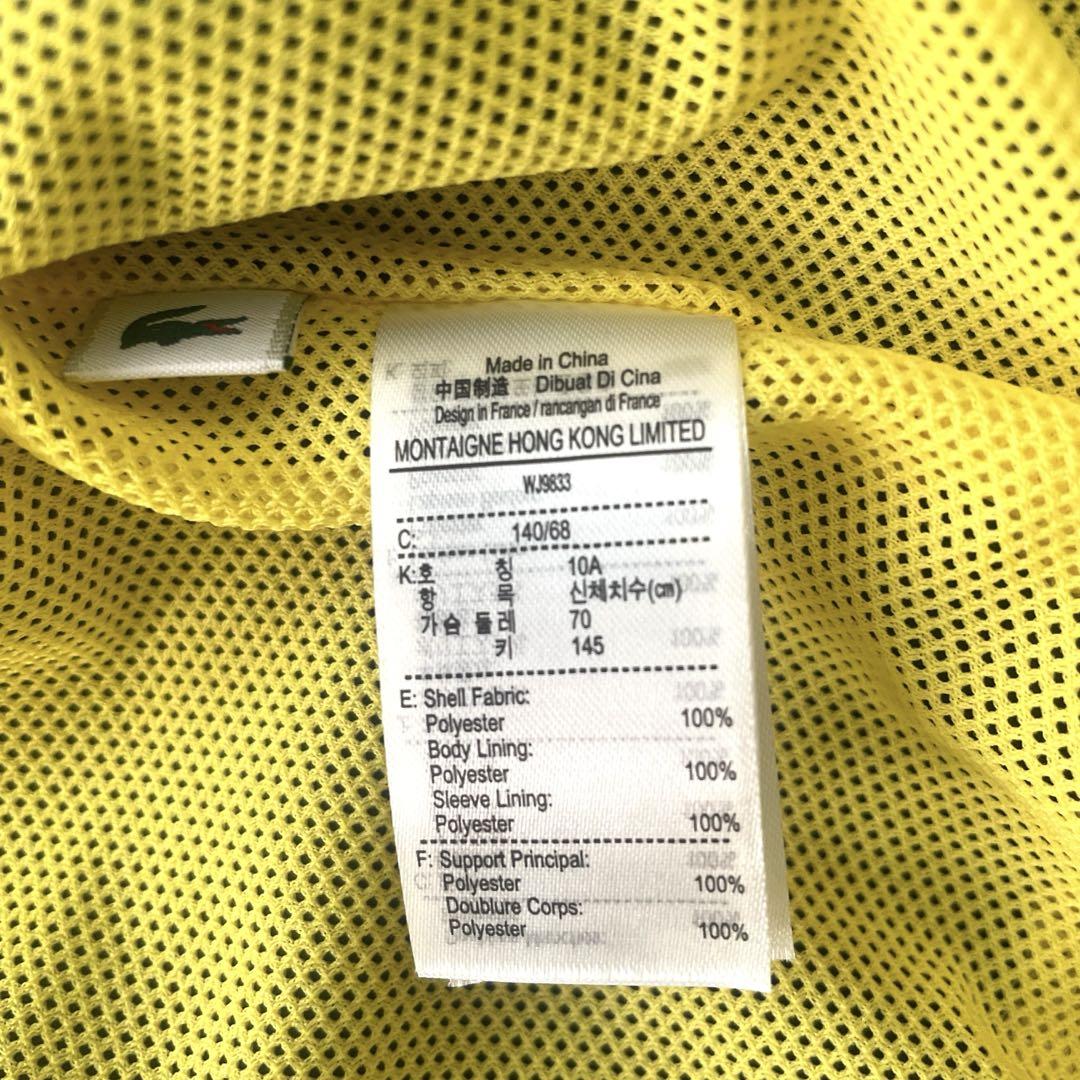 Made in China
中国制造 Dibuat Di Cina
Design in France / rancangan di France
MONTAIGNE HONG KONG LIMITED
WJ9833
C: 140/68
K:호 칭 10A
항 목 신체치수(㎝)
가슴 둘레 70
키 145
E: Shell Fabric:
Polyester 100%
Body Lining:
Polyester 100%
Sleeve Lining:
Polyester 100%
F: Support Principal:
Polyester 100%
Doublure Corps:
Polyester 100%